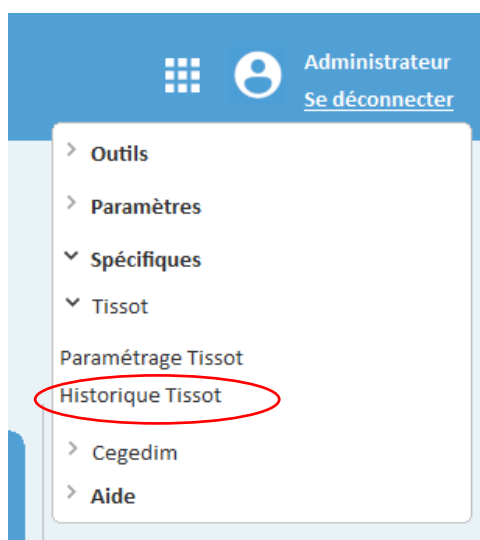 Administrateur
Se déconnecter
Outils
Paramètres
Spécifiques
Tissot
Paramétrage Tissot
Historique Tissot
Cegedim
Aide